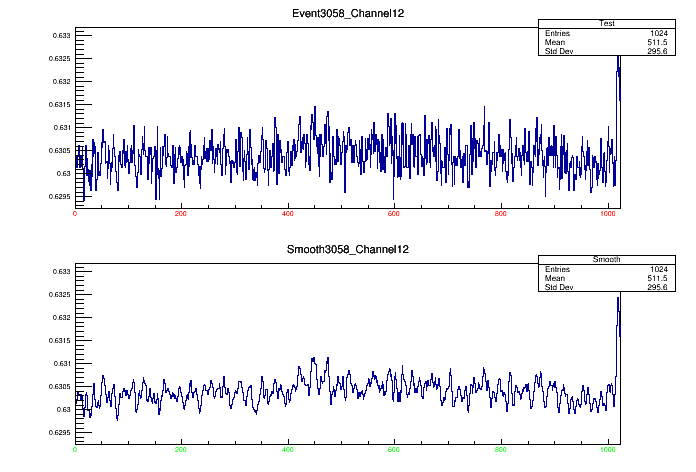 Event3058_Channel12
Test
Entries 1024
Mean 511.5
Std Dev 295.6
0.633
0.6325
0.632
0.6315
0.631
0.6305
0.63
0.6295
0 200 400 600 800 1000
Smooth3058_Channel12
Smooth
Entries 1024
Mean 511.5
Std Dev 295.6
0.633
0.6325
0.632
0.6315
0.631
0.6305
0.63
0.6295
0 200 400 600 800 1000